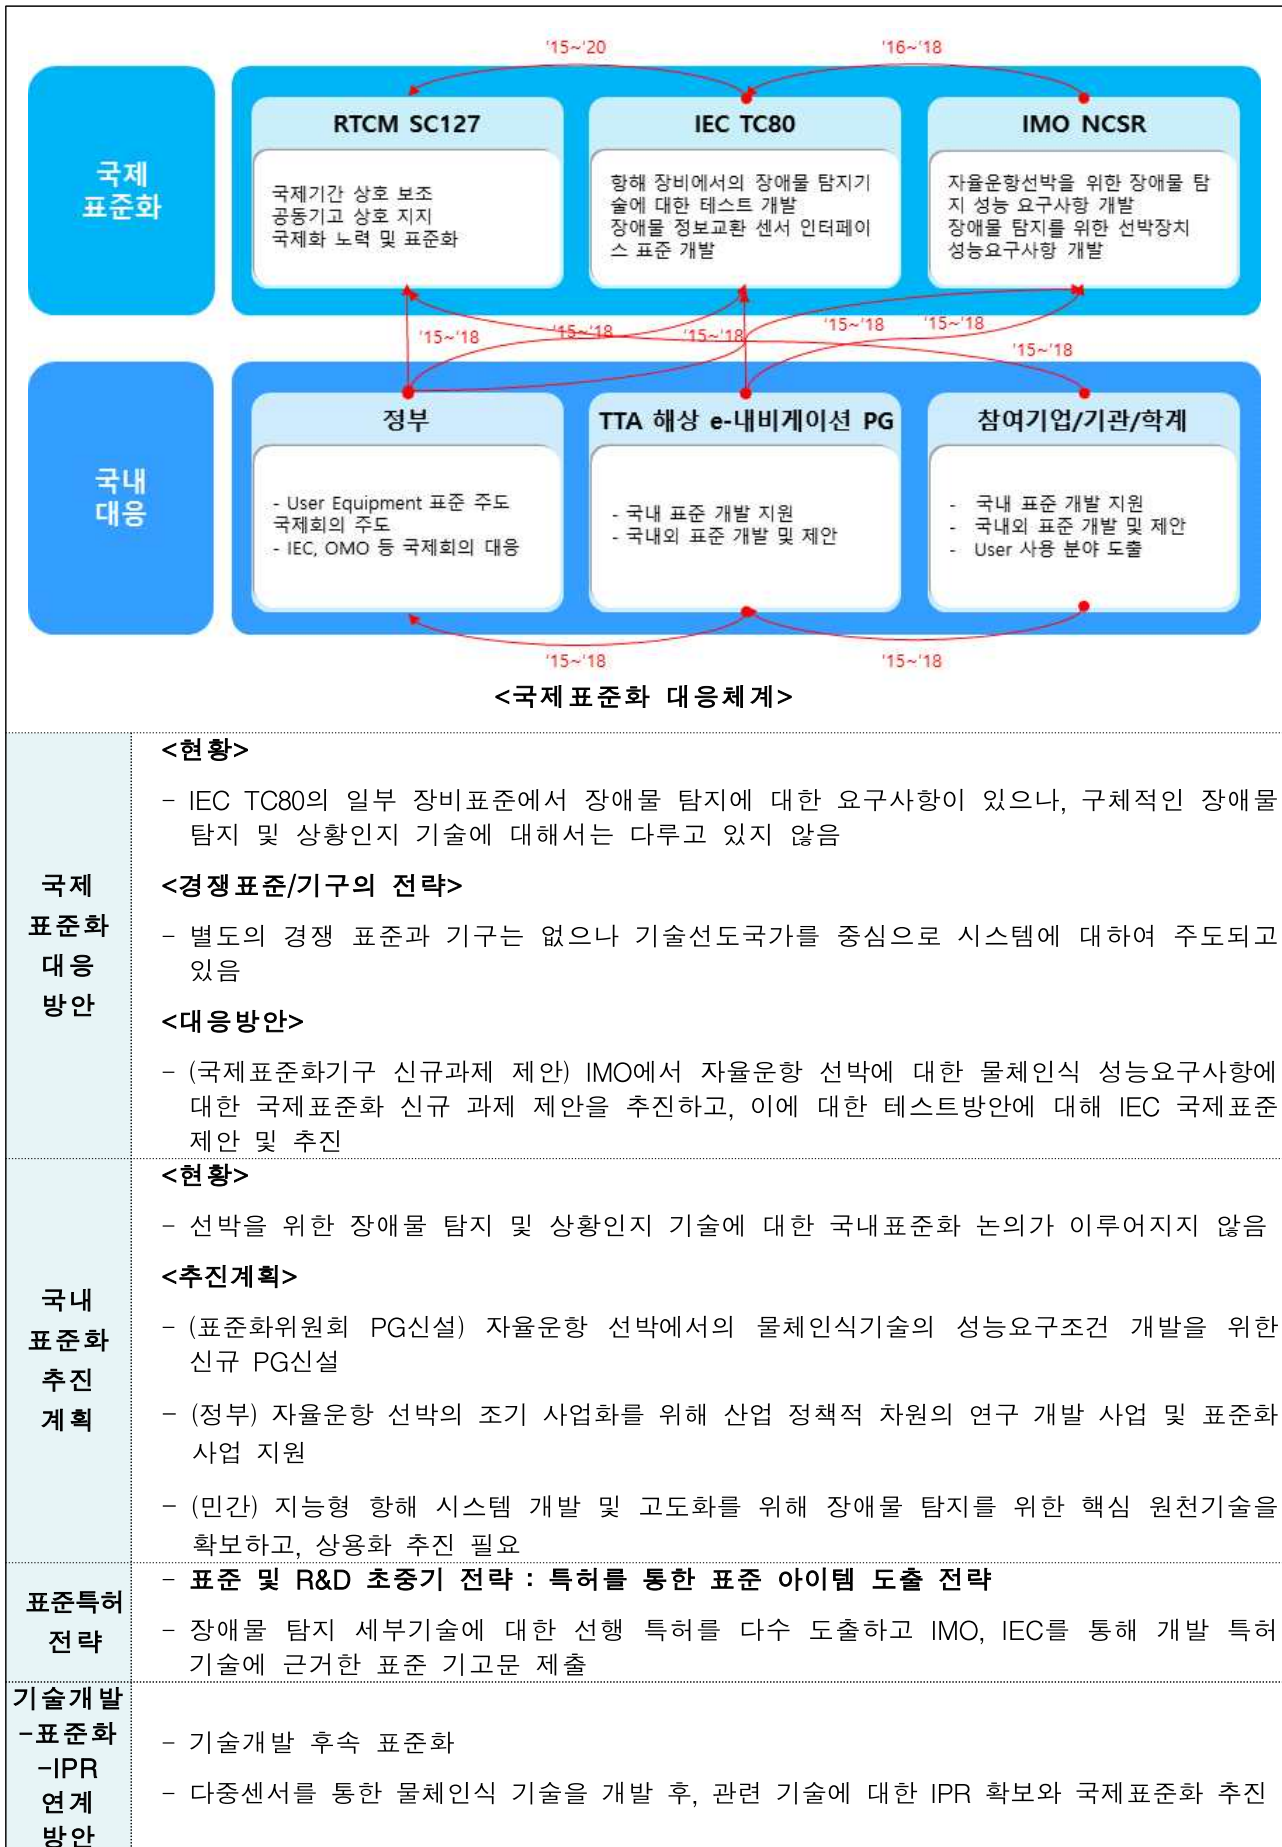 '15~'20
'16~'18
국제
표준화
RTCM SC127
국제기간 상호 보조
공동기고 상호 지지
국제화 노력 및 표준화
IEC TC80
항해 장비에서의 장애물 탐지기
술에 대한 테스트 개발
장애물 정보교환 센서 인터페이
스 표준 개발
IMO NCSR
자율운항선박을 위한 장애물 탐
지 성능 요구사항 개발
장애물 탐지를 위한 선박장치
성능요구사항 개발
'15~'18
'15~'18
'15~'18
'15~'18
'15~'18
'15~'18
국내
대응
정부
- User Equipment 표준 주도
국제회의 주도
- IEC, OMO 등 국제회의 대응
TTA 해상 e-내비게이션 PG
- 국내 표준 개발 지원
- 국내외 표준 개발 및 제안
참여기업/기관/학계
- 국내 표준 개발 지원
- 국내외 표준 개발 및 제안
- User 사용 분야 도출
'15~'18
'15~'18
<국제표준화 대응체계>
국제
표준화
대응
방안
<현황>
- IEC TC80의 일부 장비표준에서 장애물 탐지에 대한 요구사항이 있으나, 구체적인 장애물
탐지 및 상황인지 기술에 대해서는 다루고 있지 않음
<경쟁표준/기구의 전략>
- 별도의 경쟁 표준과 기구는 없으나 기술선도국가를 중심으로 시스템에 대하여 주도되고
있음
<대응방안>
- (국제표준화기구 신규과제 제안) IMO에서 자율운항 선박에 대한 물체인식 성능요구사항에
대한 국제표준화 신규 과제 제안을 추진하고, 이에 대한 테스트방안에 대해 IEC 국제표준
제안 및 추진
국내
표준화
추진
계획
<현황>
- 선박을 위한 장애물 탐지 및 상황인지 기술에 대한 국내표준화 논의가 이루어지지 않음
<추진계획>
- (표준화위원회 PG신설) 자율운항 선박에서의 물체인식기술의 성능요구조건 개발을 위한
신규 PG신설
- (정부) 자율운항 선박의 조기 사업화를 위해 산업 정책적 차원의 연구 개발 사업 및 표준화
사업 지원
- (민간) 지능형 항해 시스템 개발 및 고도화를 위해 장애물 탐지를 위한 핵심 원천기술을
확보하고, 상용화 추진 필요
표준특허
전략
- 표준 및 R&D 초중기 전략 : 특허를 통한 표준 아이템 도출 전략
- 장애물 탐지 세부기술에 대한 선행 특허를 다수 도출하고 IMO, IEC를 통해 개발 특허
기술에 근거한 표준 기고문 제출
기술개발
-표준화
-IPR
연계
방안
- 기술개발 후속 표준화
- 다중센서를 통한 물체인식 기술을 개발 후, 관련 기술에 대한 IPR 확보와 국제표준화 추진